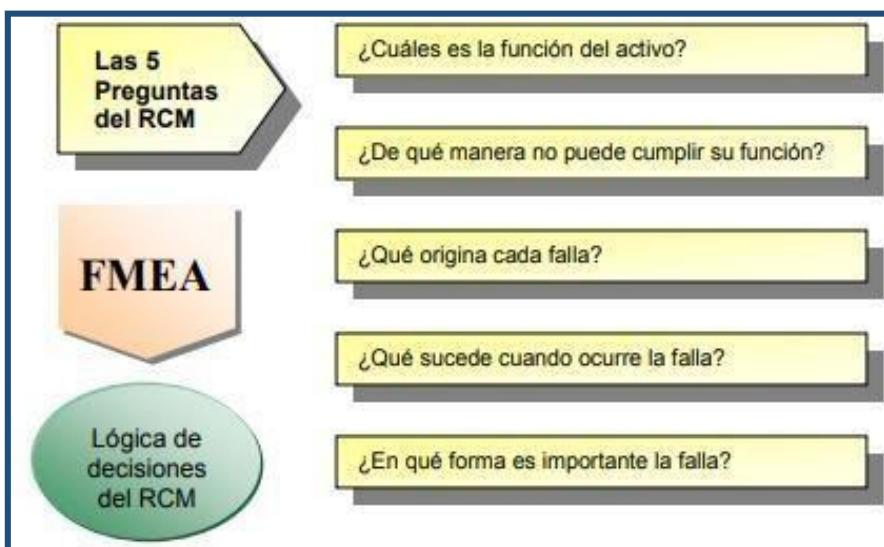 Las 5
Preguntas
del RCM
¿Cuáles es la función del activo?
¿De qué manera no puede cumplir su función?
FMEA
¿Qué origina cada falla?
¿Qué sucede cuando ocurre la falla?
Lógica de
decisiones
del RCM
¿En qué forma es importante la falla?